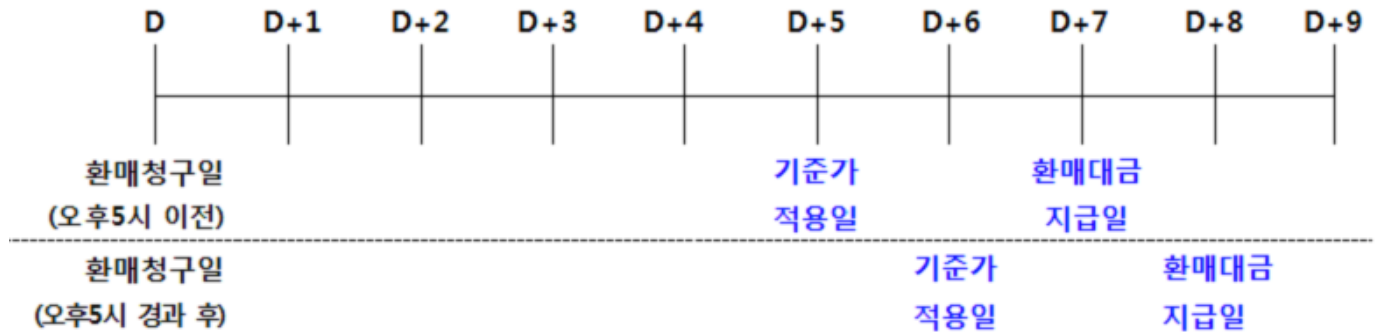 D D+1 D+2 D+3 D+4 D+5 D+6 D+7 D+8 D+9
환매청구일 기준가 환매대금
(오후5시 이전) 적용일 지급일
환매청구일 기준가 환매대금
(오후5시 경과 후) 적용일 지급일